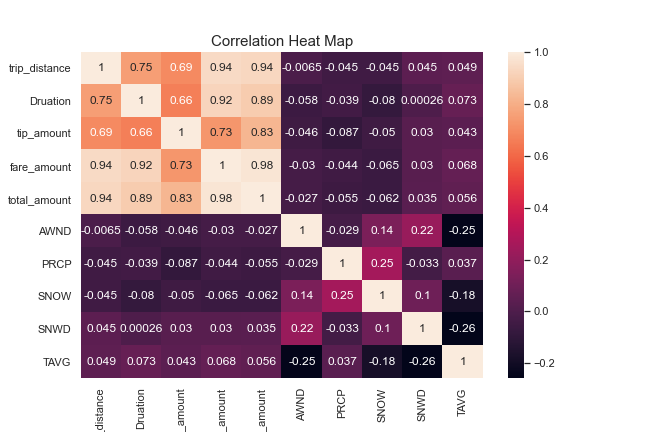 Correlation Heat Map
trip_distance 1 0.75 0.69 0.94 0.94 -0.0065 -0.045 -0.045 0.045 0.049
Druation 0.75 1 0.66 0.92 0.89 -0.058 -0.039 -0.08 0.00026 0.073
tip_amount 0.69 0.66 1 0.73 0.83 -0.046 -0.087 -0.05 0.03 0.043
fare_amount 0.94 0.92 0.73 1 0.98 -0.03 -0.044 -0.065 0.03 0.068
total_amount 0.94 0.89 0.83 0.98 1 -0.027 -0.055 -0.062 0.035 0.056
AWND -0.0065 -0.058 -0.046 -0.03 -0.027 1 -0.029 0.14 0.22 -0.25
PRCP -0.045 -0.039 -0.087 -0.044 -0.055 -0.029 1 0.25 -0.033 0.037
SNOW -0.045 -0.08 -0.05 -0.065 -0.062 0.14 0.25 1 0.1 -0.18
SNWD 0.045 0.00026 0.03 0.03 0.035 0.22 -0.033 0.1 1 -0.26
TAVG 0.049 0.073 0.043 0.068 0.056 -0.25 0.037 -0.18 -0.26 1
_distance
Druation
_amount
_amount
_amount
AWND
PRCP
SNOW
SNWD
TAVG
1.0
0.8
0.6
0.4
0.2
0.0
−0.2